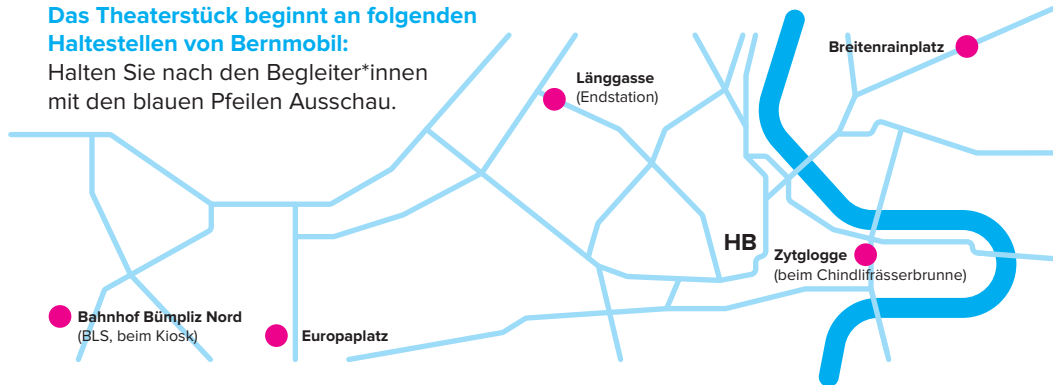 Das Theaterstück beginnt an folgenden
Haltestellen von Bernmobil:
Halten Sie nach den Begleiter*innen
mit den blauen Pfeilen Ausschau.
Breitenrainplatz
Länggasse
(Endstation)
HB
Zytglogge
(beim Chindlifrässerbrunne)
Bahnhof Bümpliz Nord
(BLS, beim Kiosk)
Europaplatz